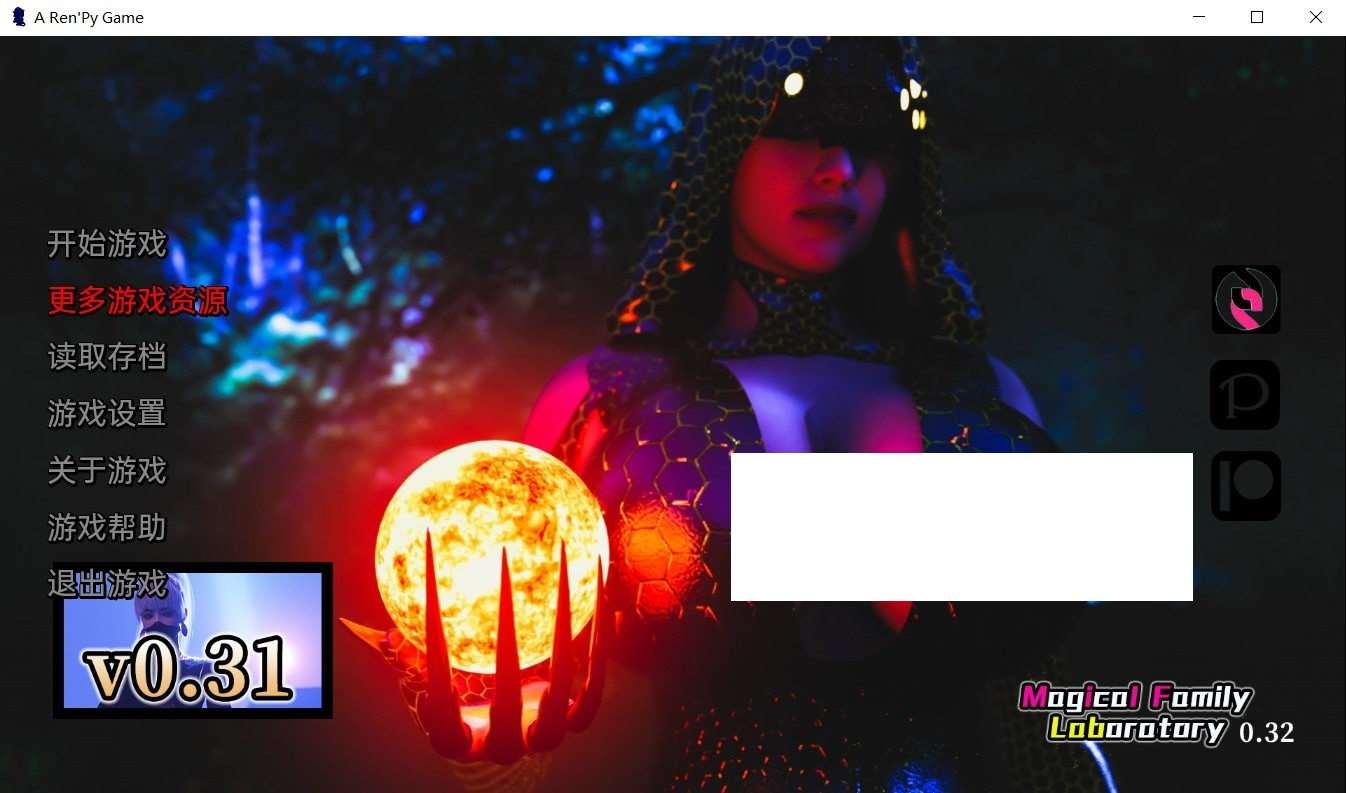 A Ren'Py Game
开始游戏
更多游戏资源
读取存档
游戏设置
关于游戏
游戏帮助
退出游戏
v0.31
Magical Family
Laboratory 0.32